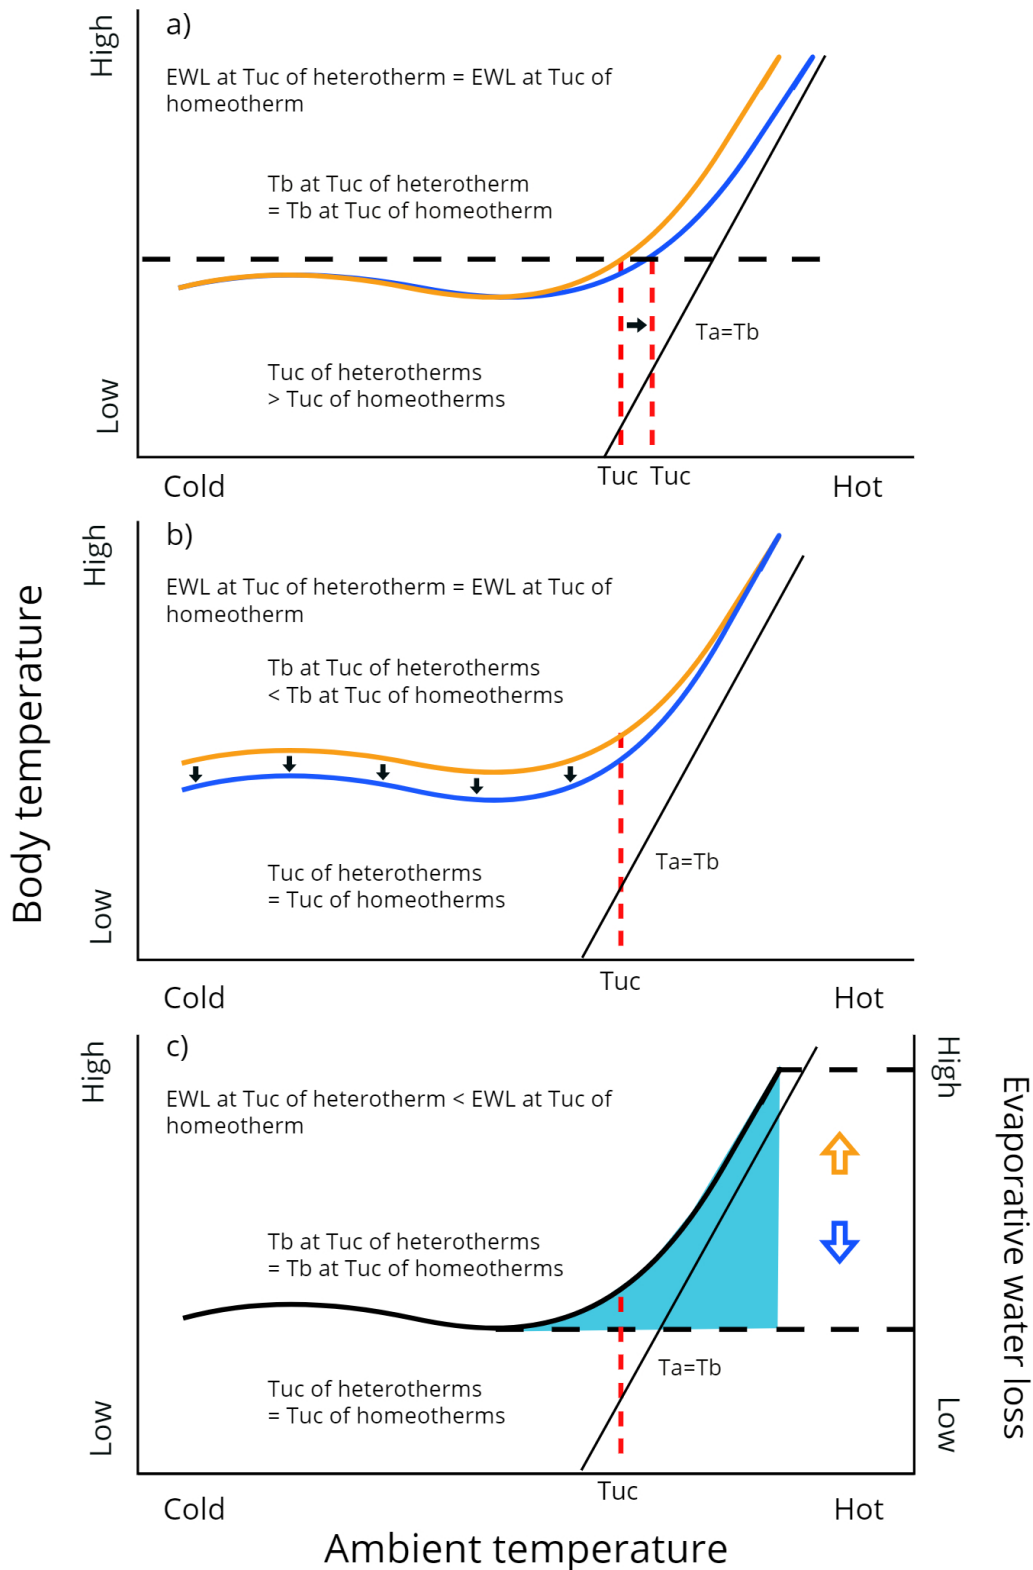 High
a)
EWL at Tuc of heterotherm = EWL at Tuc of
homeotherm
Tb at Tuc of heterotherm
= Tb at Tuc of homeotherm
Ta=Tb
Tuc of heterotherms
> Tuc of homeotherms
Low
Tuc Tuc
Cold
Hot
High
b)
EWL at Tuc of heterotherm = EWL at Tuc of
homeotherm
Tb at Tuc of heterotherms
< Tb at Tuc of homeotherms
Body temperature
Ta=Tb
Tuc of heterotherms
= Tuc of homeotherms
Low
Tuc
Cold
Hot
High
c)
High
EWL at Tuc of heterotherm < EWL at Tuc of
homeotherm
Evaporative water loss
Tb at Tuc of heterotherms
= Tb at Tuc of homeotherms
Ta=Tb
Tuc of heterotherms
= Tuc of homeotherms
Low
Low
Tuc
Cold
Hot
Ambient temperature